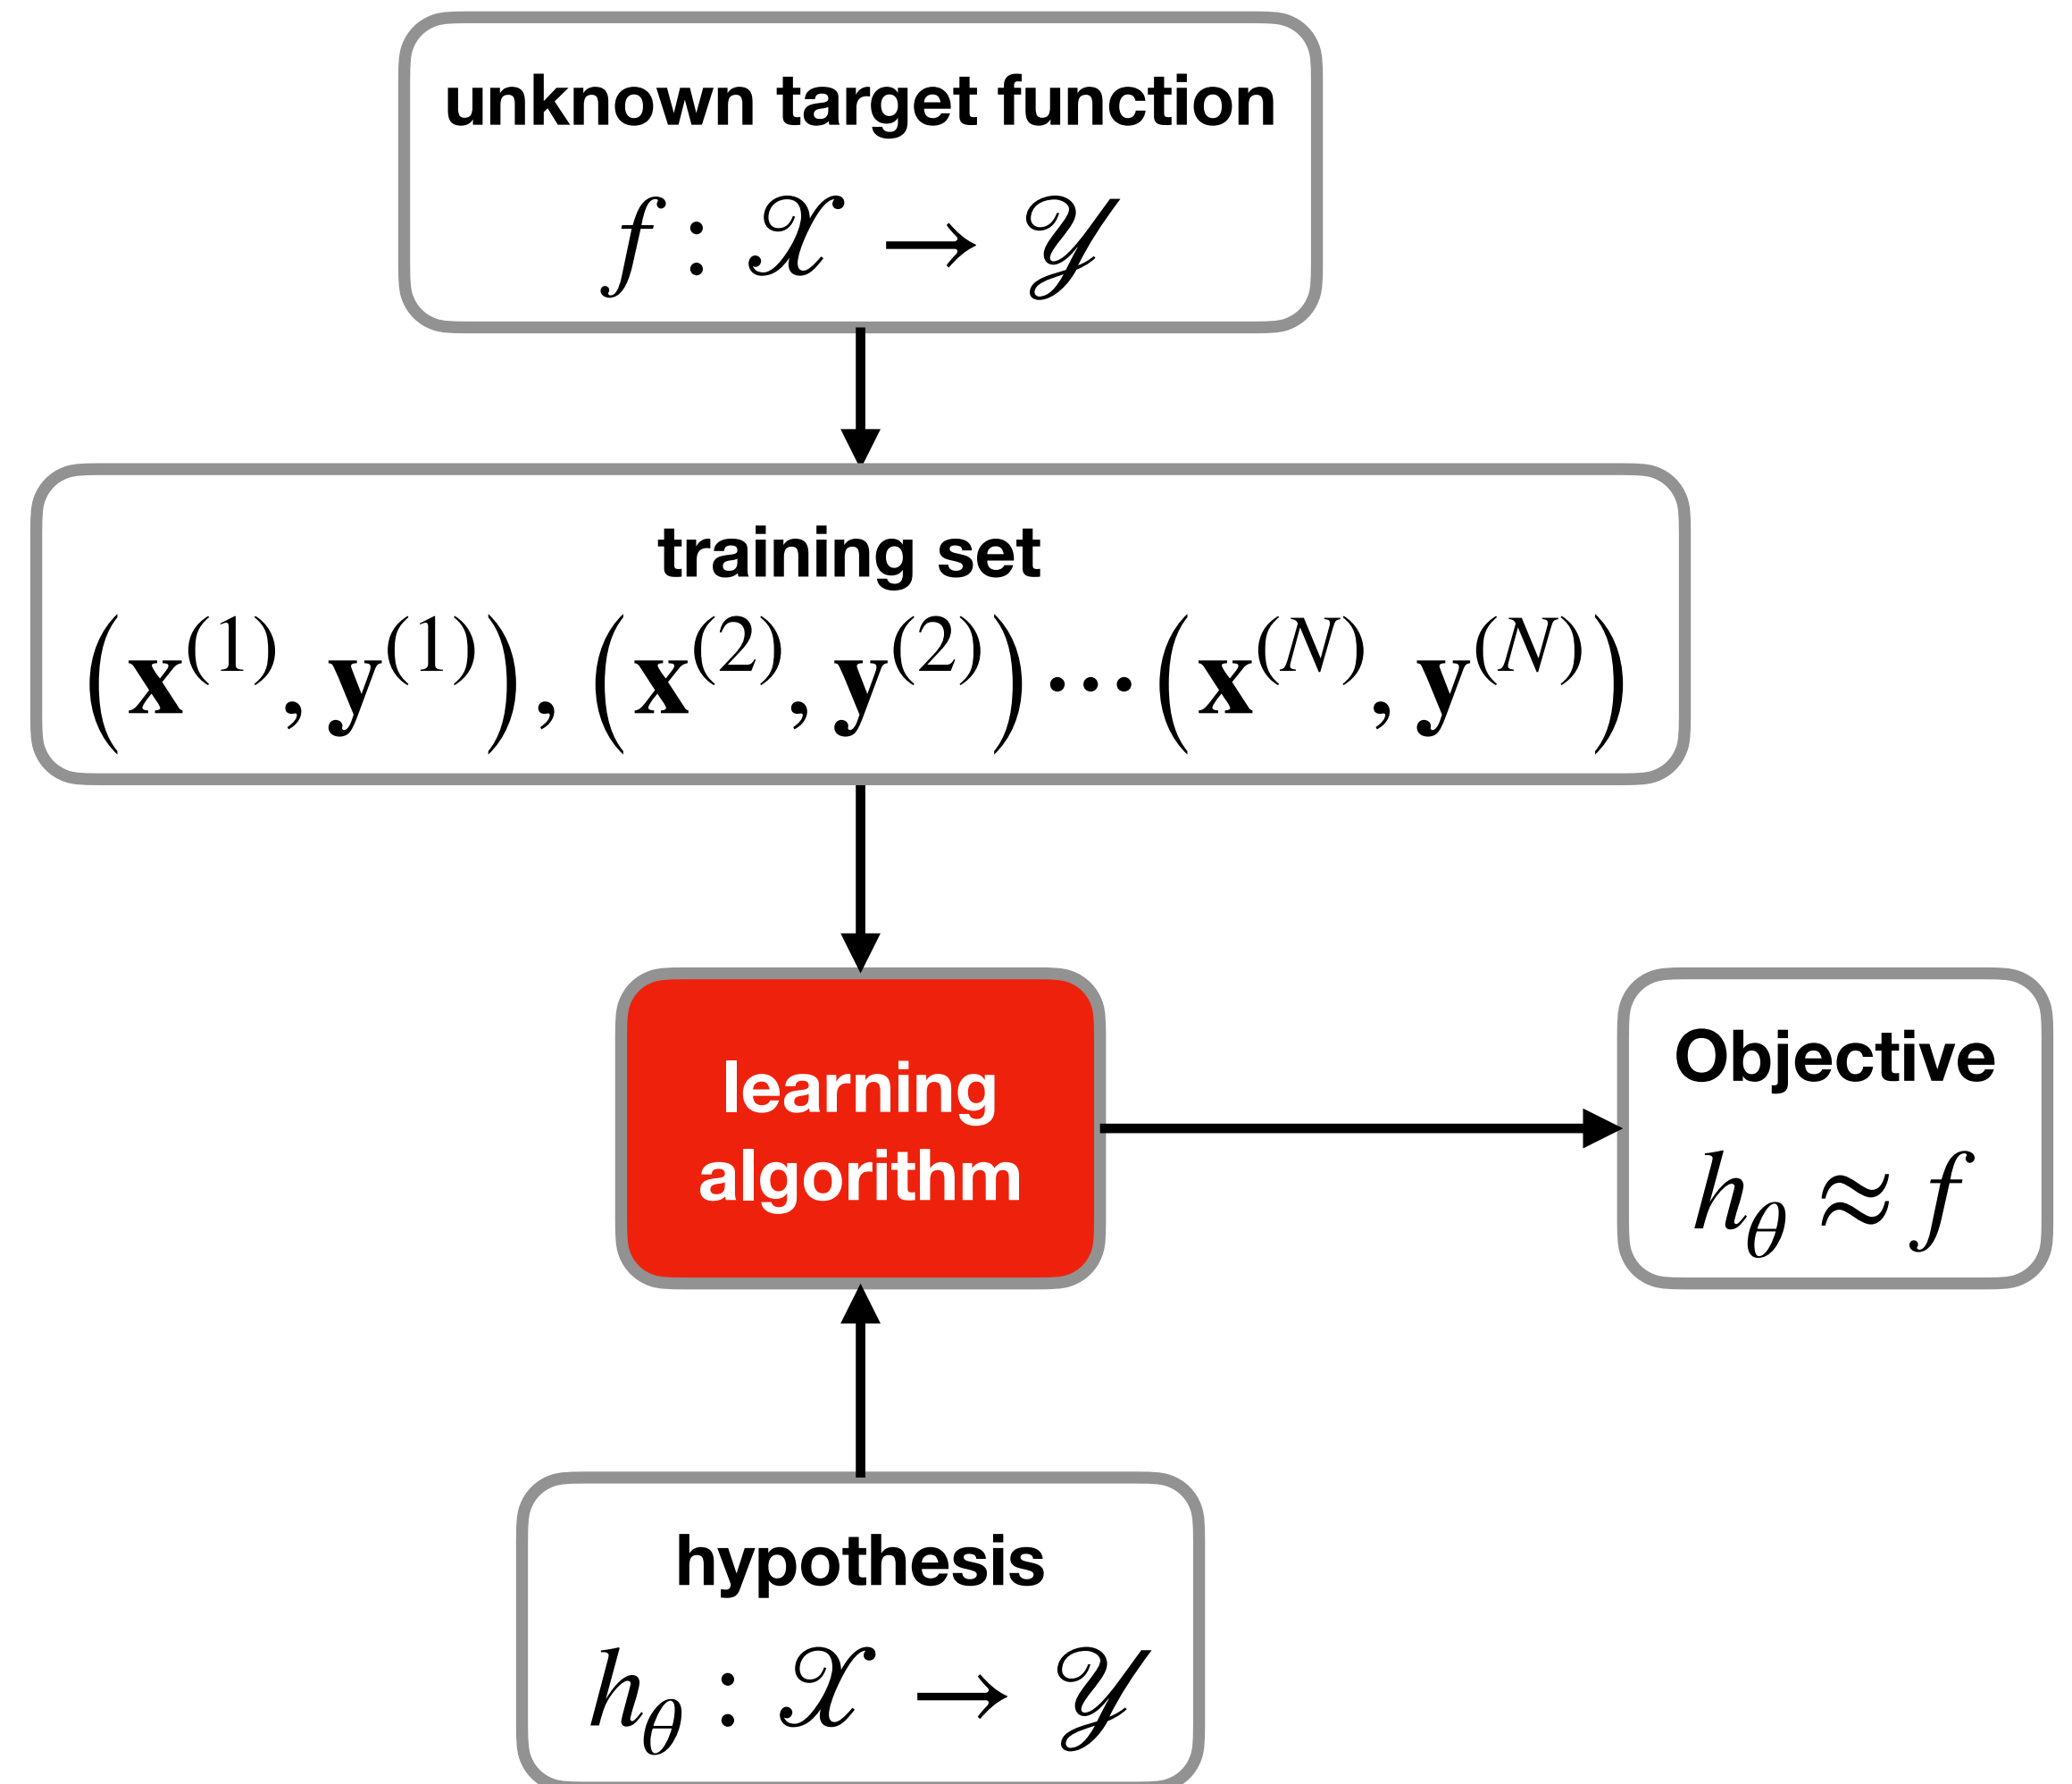 unknown target function
f : 𝒳 → 𝒴
training set
(𝐱⁽¹⁾, 𝐲⁽¹⁾), (𝐱⁽²⁾, 𝐲⁽²⁾)⋯(𝐱⁽ᴺ⁾, 𝐲⁽ᴺ⁾)
learning
algorithm
Objective
h_θ ≈ f
hypothesis
h_θ : 𝒳 → 𝒴